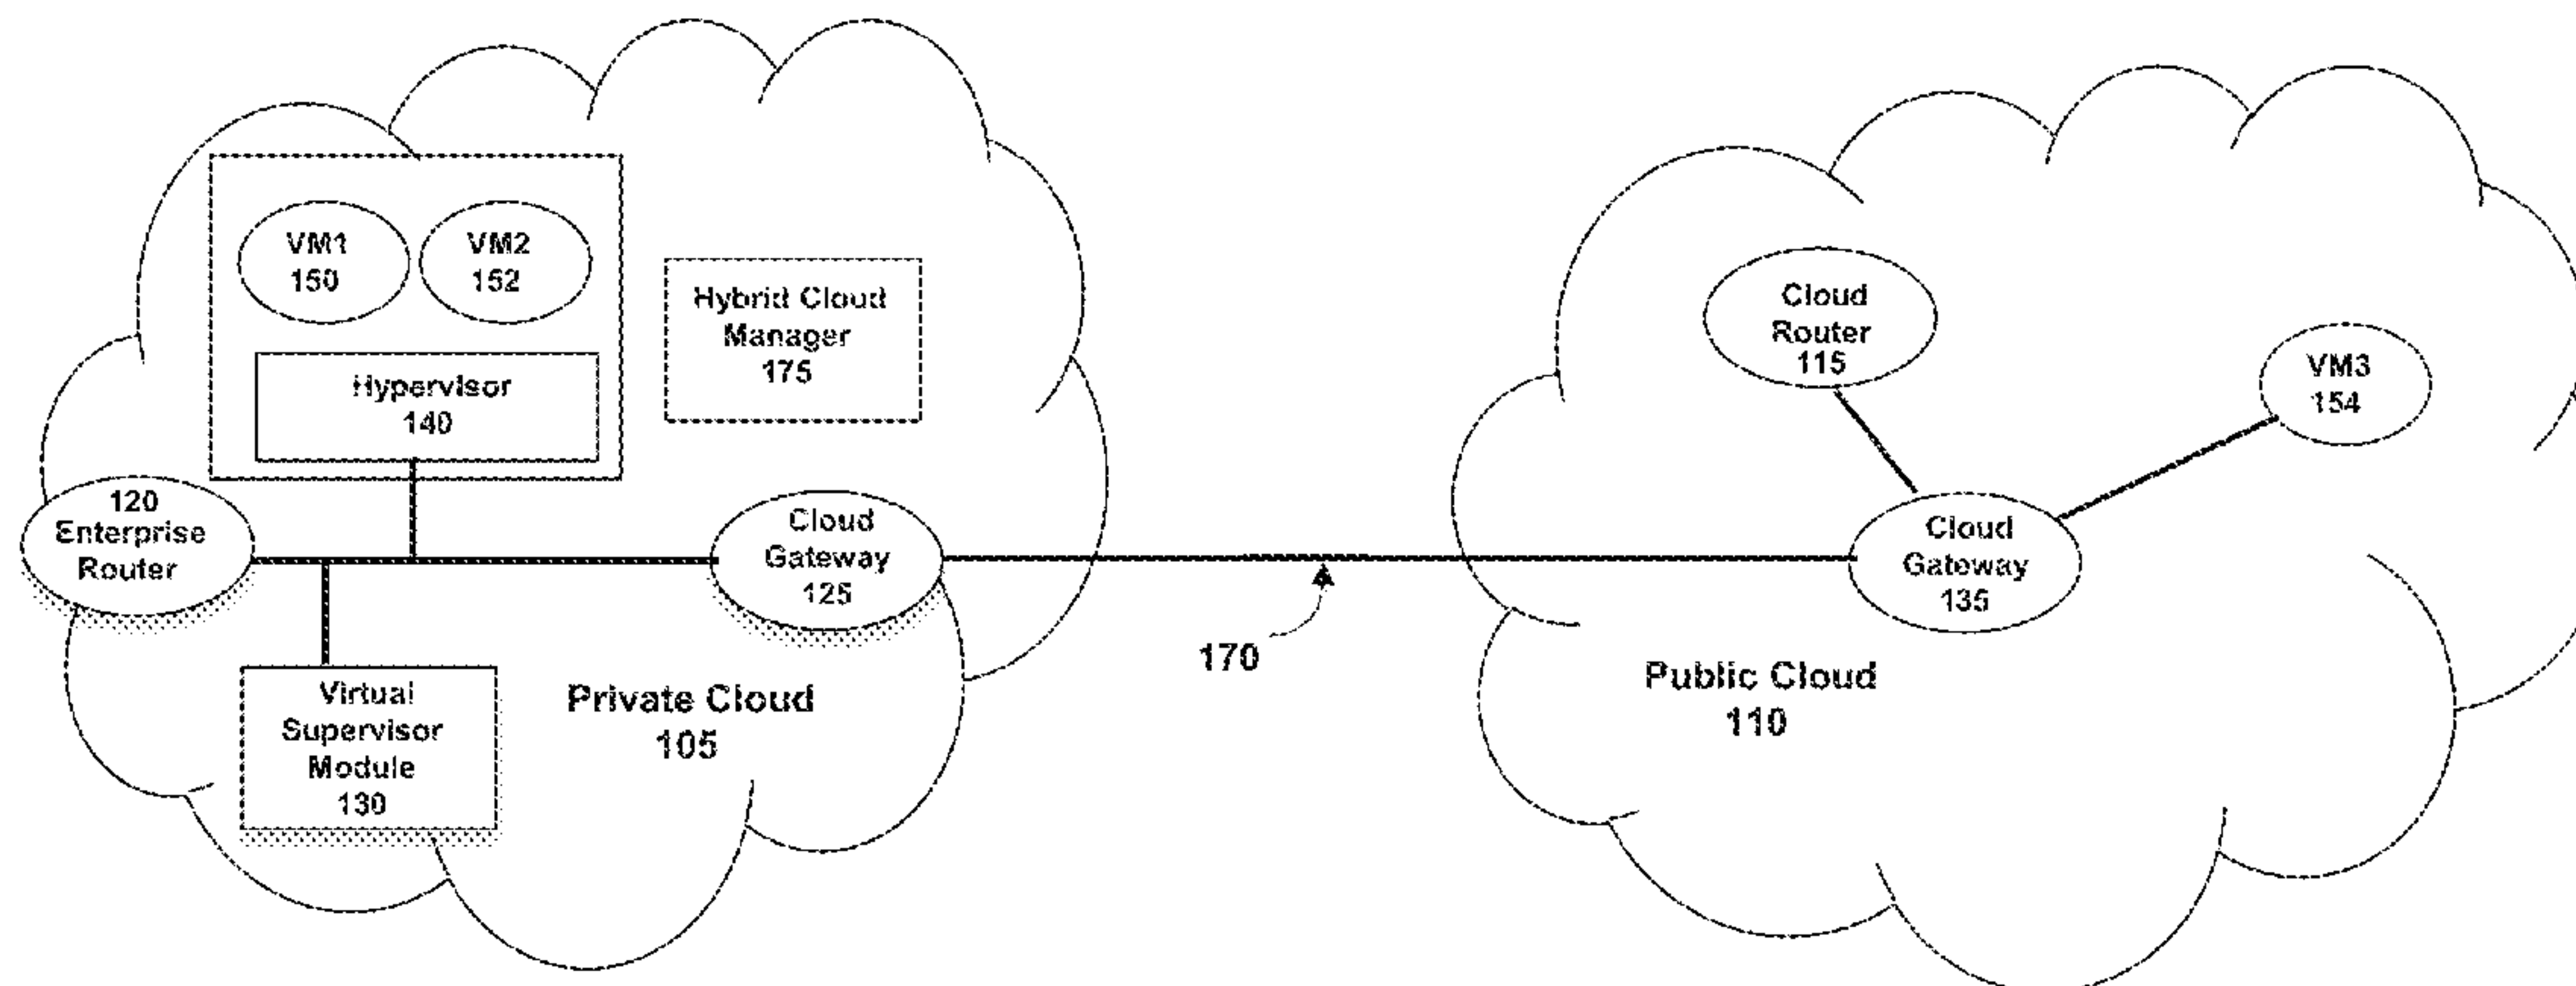 VM1
150
VM2
152
Hypervisor
140
Hybrid Cloud
Manager
175
120
Enterprise
Router
Cloud
Gateway
125
Virtual
Supervisor
Module
130
Private Cloud
105
170
Cloud
Router
115
VM3
154
Cloud
Gateway
135
Public Cloud
110